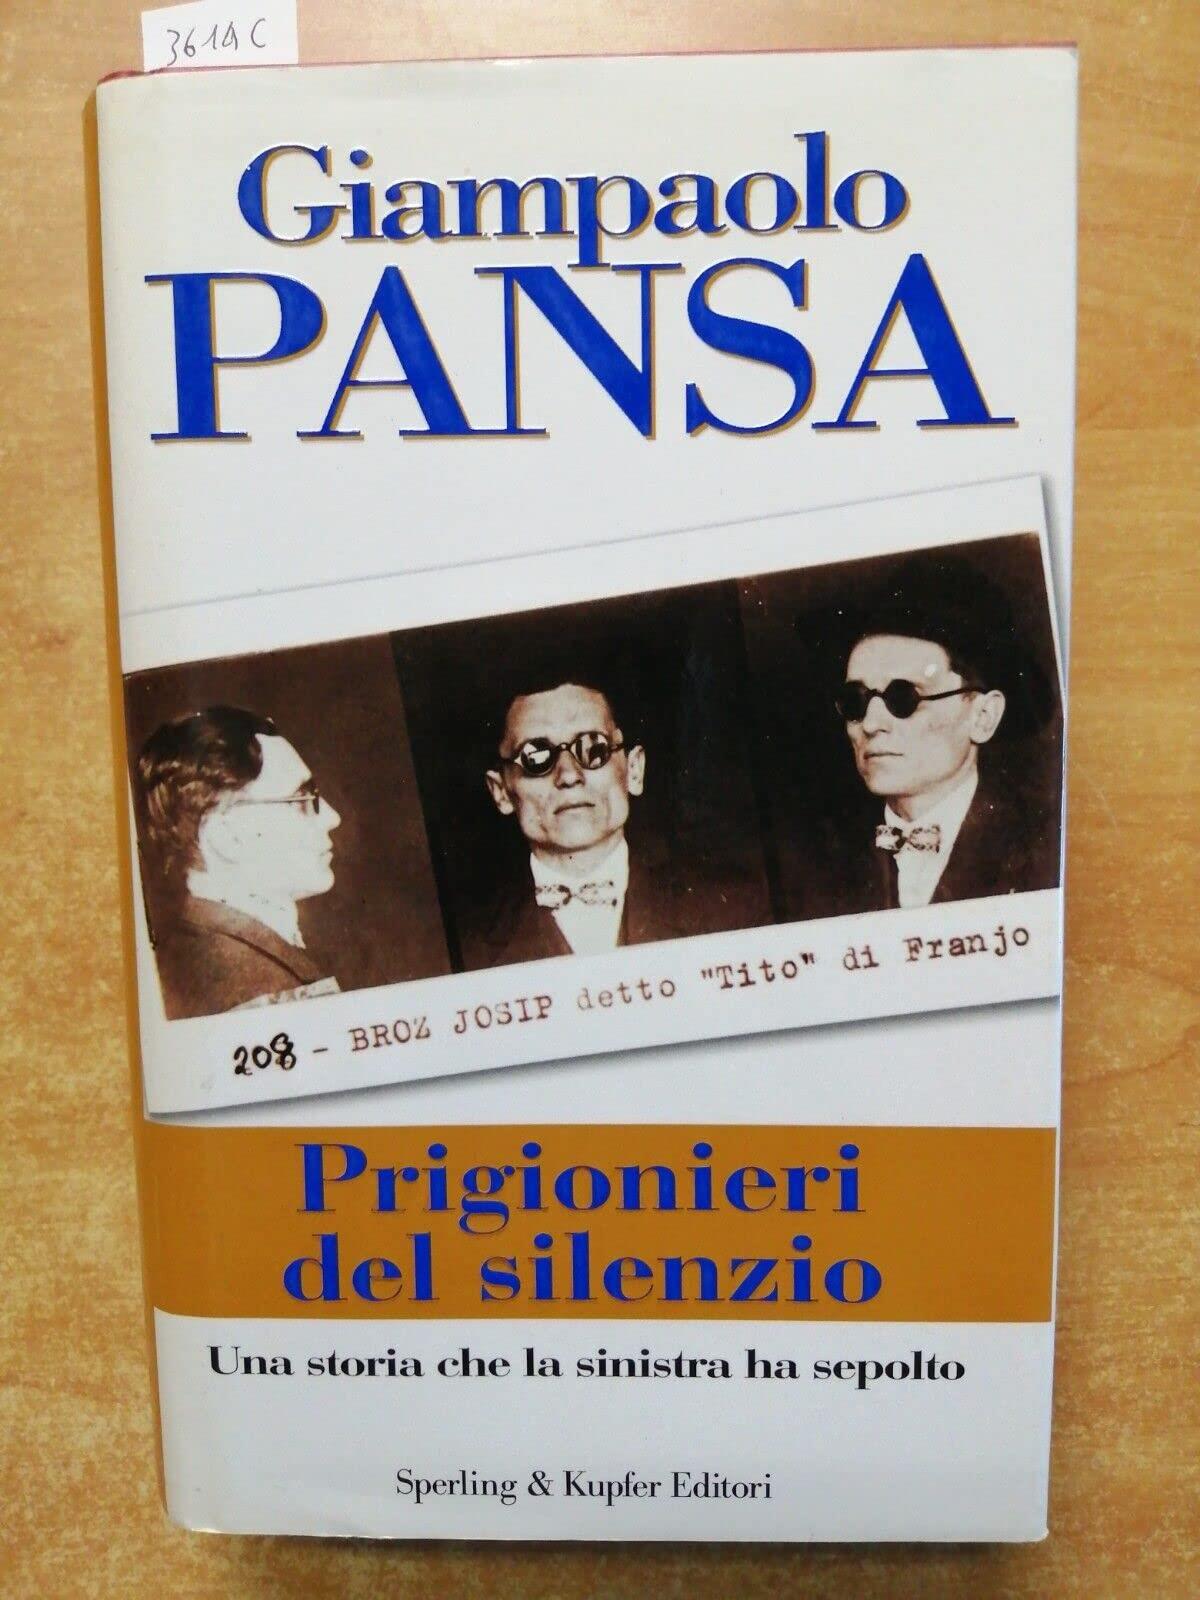 3614 C
Giampaolo
PANSA
208 - BROZ JOSIP detto "Tito" di Franjo
Prigionieri
del silenzio
Una storia che la sinistra ha sepolto
Sperling & Kupfer Editori